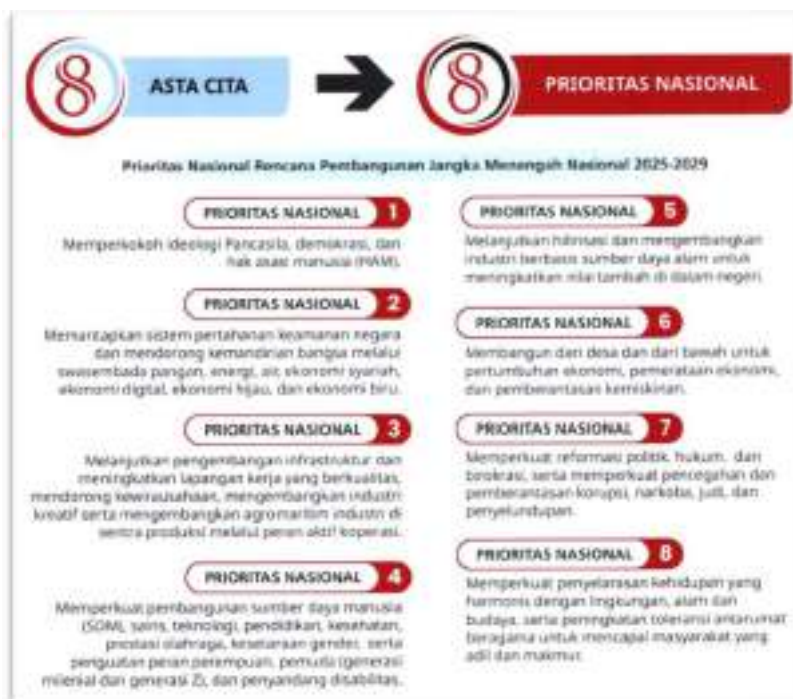 8 ASTA CITA
8 PRIORITAS NASIONAL
Prioritas Nasional Rencana Pembangunan Jangka Menengah Nasional 2025-2029
PRIORITAS NASIONAL 1
Memperkokoh ideologi Pancasila, demokrasi, dan
hak asasi manusia (HAM).
PRIORITAS NASIONAL 2
Memantapkan sistem pertahanan keamanan negara
dan mendorong kemandirian bangsa melalui
swasembada pangan, energi, air, ekonomi syariah,
ekonomi digital, ekonomi hijau, dan ekonomi biru.
PRIORITAS NASIONAL 3
Melanjutkan pengembangan infrastruktur dan
meningkatkan lapangan kerja yang berkualitas,
mendorong kewirausahaan, mengembangkan industri
kreatif serta mengembangkan agromaritim industri di
sentra produksi melalui peran aktif koperasi.
PRIORITAS NASIONAL 4
Memperkuat pembangunan sumber daya manusia
(SDM), sains, teknologi, pendidikan, kesehatan,
prestasi olahraga, kesetaraan gender, serta
penguatan peran perempuan, pemuda (generasi
milenial dan generasi Z), dan penyandang disabilitas.
PRIORITAS NASIONAL 5
Melanjutkan hilirisasi dan mengembangkan
industri berbasis sumber daya alam untuk
meningkatkan nilai tambah di dalam negeri.
PRIORITAS NASIONAL 6
Membangun dari desa dan dari bawah untuk
pertumbuhan ekonomi, pemerataan ekonomi,
dan pemberantasan kemiskinan.
PRIORITAS NASIONAL 7
Memperkuat reformasi politik, hukum, dan
birokrasi, serta memperkuat pencegahan dan
pemberantasan korupsi, narkoba, judi, dan
penyelundupan.
PRIORITAS NASIONAL 8
Memperkuat penyelarasan kehidupan yang
harmonis dengan lingkungan, alam dan
budaya, serta peningkatan toleransi antarumat
beragama untuk mencapai masyarakat yang
adil dan makmur.